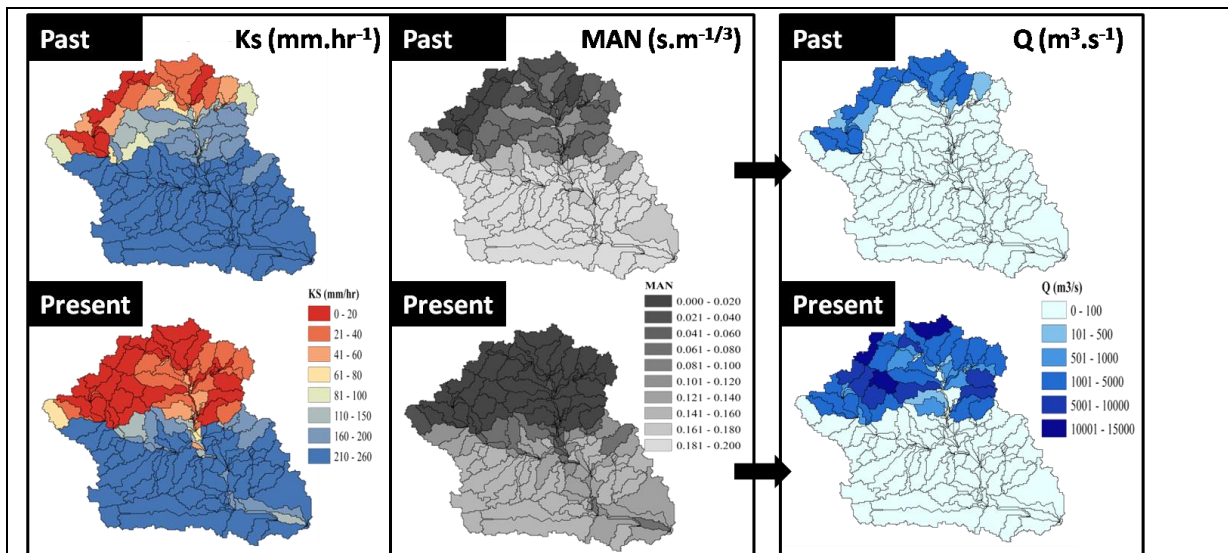 Past
Ks (mm.hr⁻¹)
Past
MAN (s.m⁻¹ᐟ³)
Past
Q (m³.s⁻¹)
Present
KS (mm/hr)
0 - 20
21 - 40
41 - 60
61 - 80
81 - 100
110 - 150
160 - 200
210 - 260
Present
MAN
0.000 - 0.020
0.021 - 0.040
0.041 - 0.060
0.061 - 0.080
0.081 - 0.100
0.101 - 0.120
0.121 - 0.140
0.141 - 0.160
0.161 - 0.180
0.181 - 0.200
Present
Q (m3/s)
0 - 100
101 - 500
501 - 1000
1001 - 5000
5001 - 10000
10001 - 15000